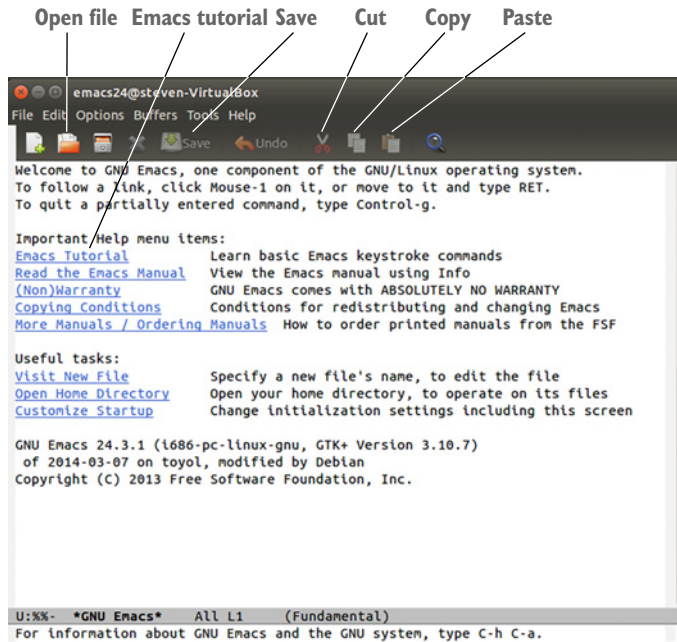 Open file Emacs tutorial Save Cut Copy Paste
emacs24@steven-VirtualBox
File Edit Options Buffers Tools Help
Save Undo
Welcome to GNU Emacs, one component of the GNU/Linux operating system.
To follow a link, click Mouse-1 on it, or move to it and type RET.
To quit a partially entered command, type Control-g.
Important Help menu items:
Emacs Tutorial Learn basic Emacs keystroke commands
Read the Emacs Manual View the Emacs manual using Info
(Non)Warranty GNU Emacs comes with ABSOLUTELY NO WARRANTY
Copying Conditions Conditions for redistributing and changing Emacs
More Manuals / Ordering Manuals How to order printed manuals from the FSF
Useful tasks:
Visit New File Specify a new file's name, to edit the file
Open Home Directory Open your home directory, to operate on its files
Customize Startup Change initialization settings including this screen
GNU Emacs 24.3.1 (i686-pc-linux-gnu, GTK+ Version 3.10.7)
of 2014-03-07 on toyol, modified by Debian
Copyright (C) 2013 Free Software Foundation, Inc.
U:%%- *GNU Emacs* All L1 (Fundamental)
For information about GNU Emacs and the GNU system, type C-h C-a.